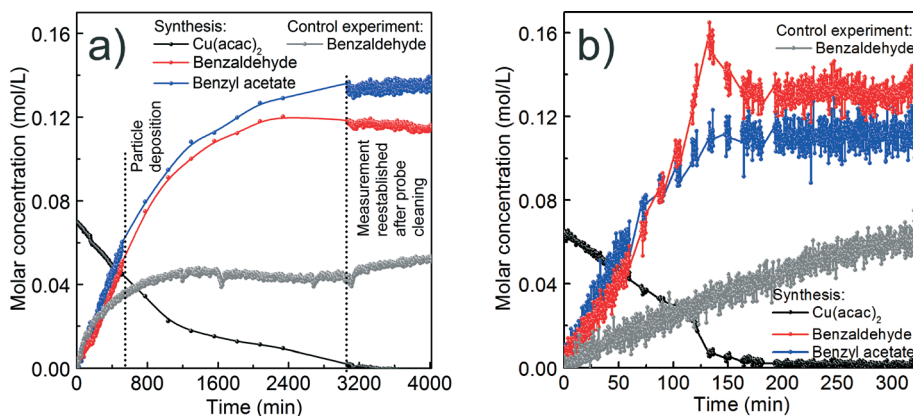 a)
Synthesis:
Cu(acac)2
Benzaldehyde
Benzyl acetate
Control experiment:
Benzaldehyde
Particle
deposition
Measurement
reestablished
after probe
cleaning
Molar concentration (mol/L)
0.16
0.12
0.08
0.04
0.00
0 800 1600 2400 3200 4000
Time (min)
b)
Control experiment:
Benzaldehyde
Synthesis:
Cu(acac)2
Benzaldehyde
Benzyl acetate
Molar concentration (mol/L)
0.16
0.12
0.08
0.04
0.00
0 50 100 150 200 250 300
Time (min)